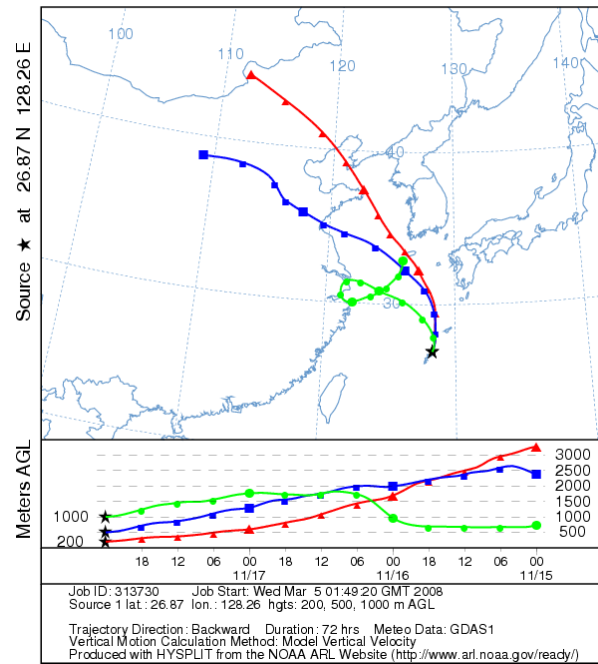 100
110
120
130
140
40
30
Source ★ at 26.87 N 128.26 E
Meters AGL
3000
2500
2000
1500
1000
500
1000
500
200
18 12 06 00 18 12 06 00 18 12 06 00
11/17 11/16 11/15
Job ID: 313730 Job Start: Wed Mar 5 01:49:20 GMT 2008
Source 1 lat.: 26.87 lon.: 128.26 hgts: 200, 500, 1000 m AGL
Trajectory Direction: Backward Duration: 72 hrs Meteo Data: GDAS1
Vertical Motion Calculation Method: Model Vertical Velocity
Produced with HYSPLIT from the NOAA ARL Website (http://www.arl.noaa.gov/ready/)